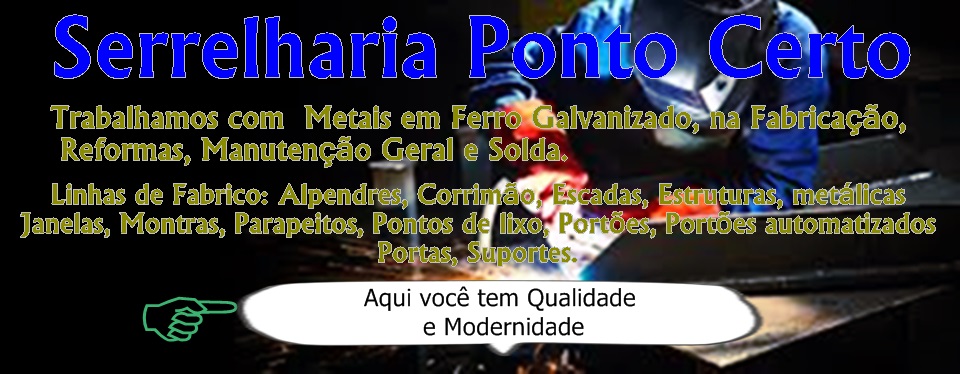 Serrelharia Ponto Certo
Trabalhamos com Metais em Ferro Galvanizado, na Fabricação,
Reformas, Manutenção Geral e Solda.
Linhas de Fabrico: Alpendres, Corrimão, Escadas, Estruturas, metálicas
Janelas, Montras, Parapeitos, Pontos de lixo, Portões, Portões automatizados
Portas, Suportes.
Aqui você tem Qualidade
e Modernidade